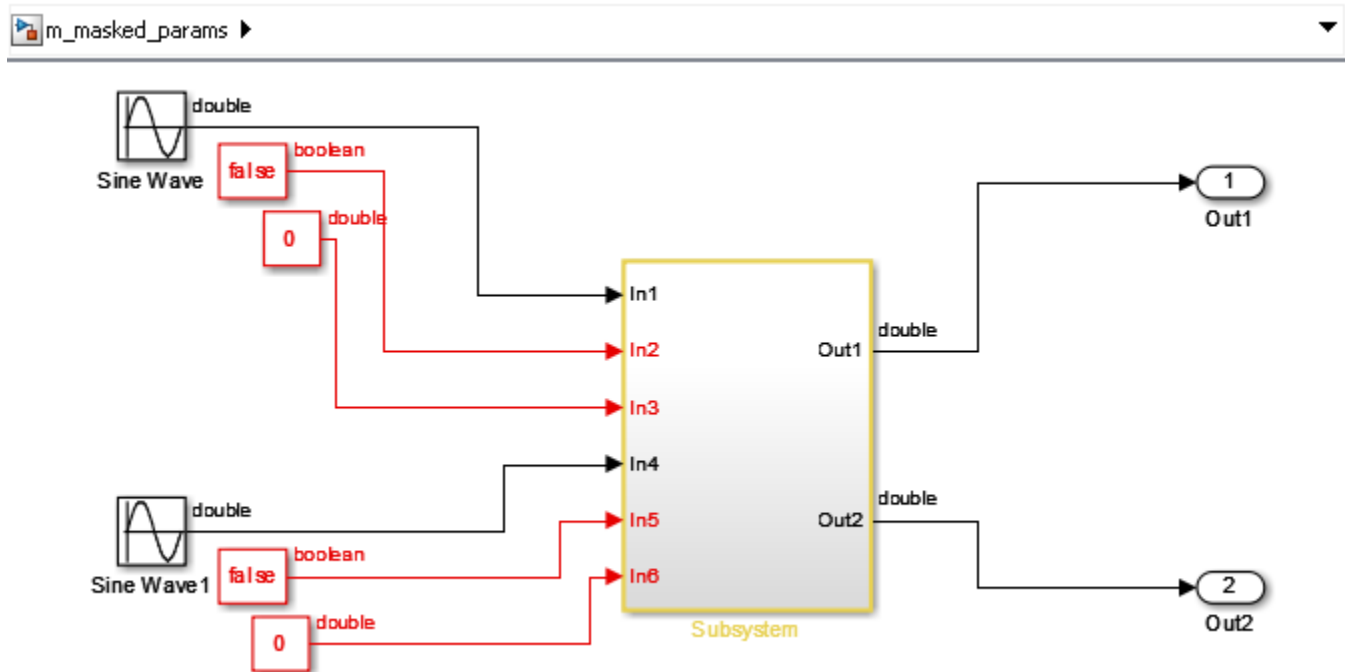 m_masked_params
double
boolean
false
Sine Wave
double
0
In1
In2
In3
In4
In5
In6
Out1
Out2
Subsystem
double
1
Out1
double
2
Out2
double
boolean
false
Sine Wave1
double
0